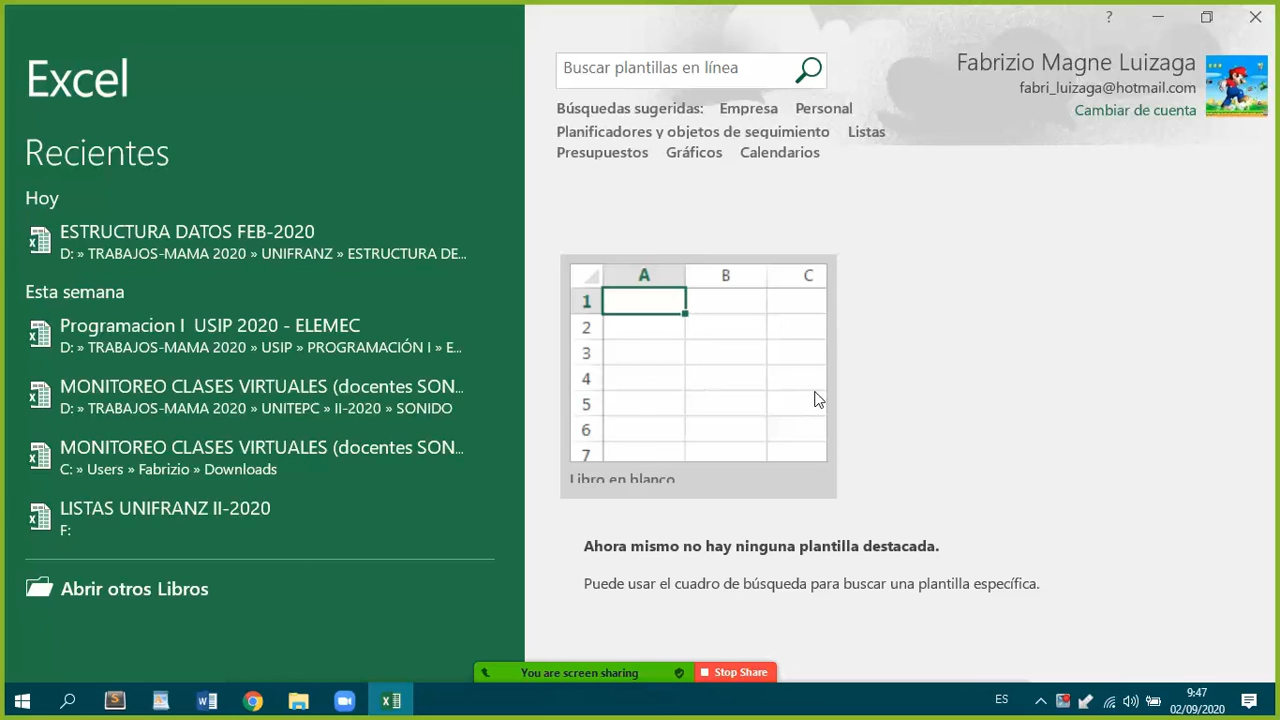 ?
Excel
Buscar plantillas en línea
Fabrizio Magne Luizaga
fabri_luizaga@hotmail.com
Cambiar de cuenta
Búsquedas sugeridas: Empresa Personal
Planificadores y objetos de seguimiento Listas
Presupuestos Gráficos Calendarios
Recientes
Hoy
ESTRUCTURA DATOS FEB-2020
D: » TRABAJOS-MAMA 2020 » UNIFRANZ » ESTRUCTURA DE...
Esta semana
Programacion I USIP 2020 - ELEMEC
D: » TRABAJOS-MAMA 2020 » USIP » PROGRAMACIÓN I » E...
MONITOREO CLASES VIRTUALES (docentes SON...
D: » TRABAJOS-MAMA 2020 » UNITEPC » II-2020 » SONIDO
MONITOREO CLASES VIRTUALES (docentes SON...
C: » Users » Fabrizio » Downloads
LISTAS UNIFRANZ II-2020
F:
Abrir otros Libros
A B C
1
2
3
4
5
6
7
Libro en blanco
Ahora mismo no hay ninguna plantilla destacada.
Puede usar el cuadro de búsqueda para buscar una plantilla específica.
You are screen sharing Stop Share
ES
9:47
02/09/2020